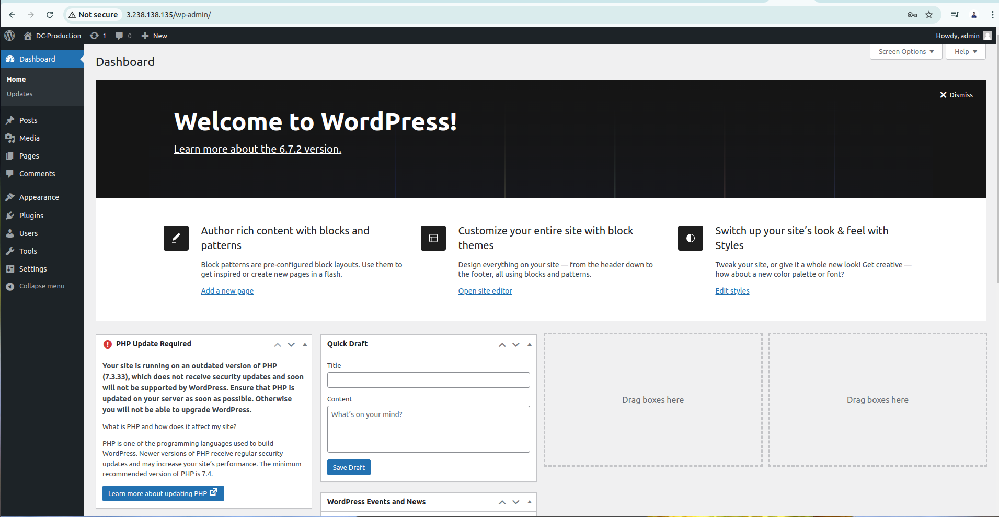 Not secure 3.238.138.135/wp-admin/
DC-Production 1 0 New Howdy, admin
Screen Options Help
Dashboard
Home
Updates
Posts
Media
Pages
Comments
Appearance
Plugins
Users
Tools
Settings
Collapse menu
Dashboard
Dismiss
Welcome to WordPress!
Learn more about the 6.7.2 version.
Author rich content with blocks and
patterns
Block patterns are pre-configured block layouts. Use them to
get inspired or create new pages in a flash.
Add a new page
Customize your entire site with block
themes
Design everything on your site — from the header down to
the footer, all using blocks and patterns.
Open site editor
Switch up your site’s look & feel with
Styles
Tweak your site, or give it a whole new look! Get creative —
how about a new color palette or font?
Edit styles
PHP Update Required
Your site is running on an outdated version of PHP
(7.3.33), which does not receive security updates and soon
will not be supported by WordPress. Ensure that PHP is
updated on your server as soon as possible. Otherwise
you will not be able to upgrade WordPress.
What is PHP and how does it affect my site?
PHP is one of the programming languages used to build
WordPress. Newer versions of PHP receive regular security
updates and may increase your site’s performance. The minimum
recommended version of PHP is 7.4.
Learn more about updating PHP
Quick Draft
Title
Content
What’s on your mind?
Save Draft
WordPress Events and News
Drag boxes here
Drag boxes here